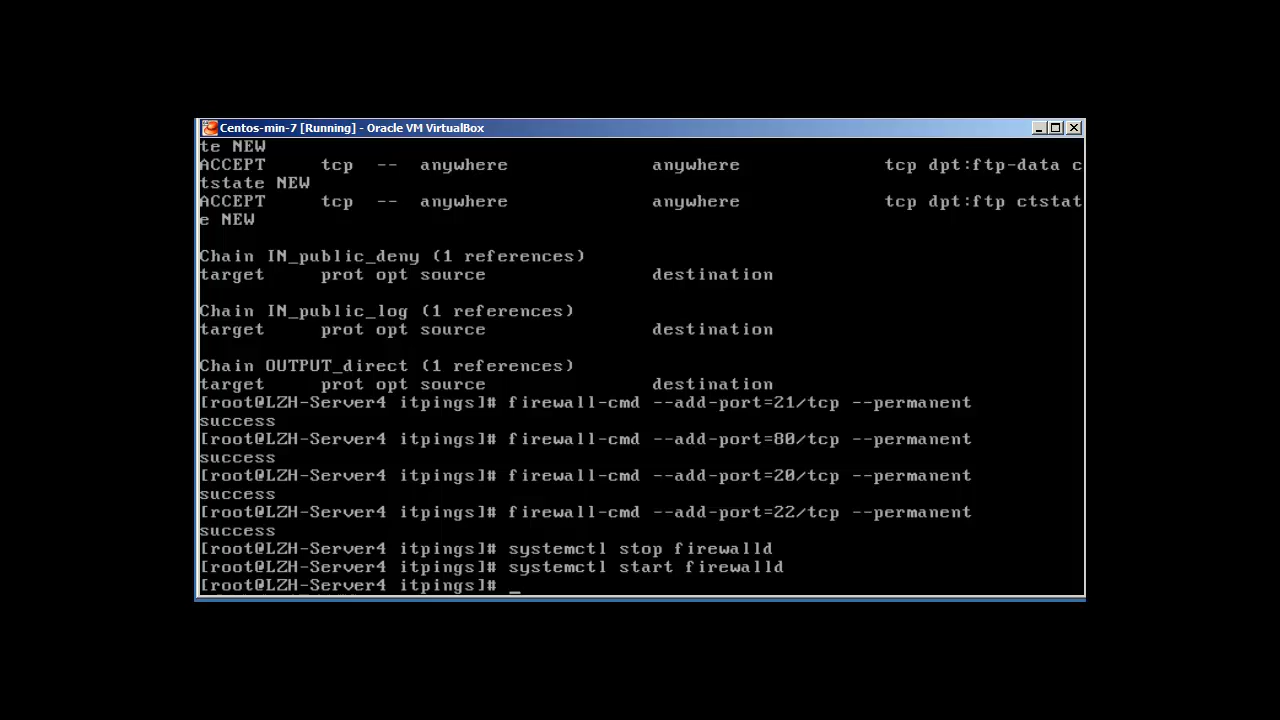 Centos-min-7 [Running] - Oracle VM VirtualBox
te NEW
ACCEPT     tcp  --  anywhere             anywhere             tcp dpt:ftp-data c
tstate NEW
ACCEPT     tcp  --  anywhere             anywhere             tcp dpt:ftp ctstat
e NEW

Chain IN_public_deny (1 references)
target     prot opt source               destination

Chain IN_public_log (1 references)
target     prot opt source               destination

Chain OUTPUT_direct (1 references)
target     prot opt source               destination
[root@LZH-Server4 itpings]# firewall-cmd --add-port=21/tcp --permanent
success
[root@LZH-Server4 itpings]# firewall-cmd --add-port=80/tcp --permanent
success
[root@LZH-Server4 itpings]# firewall-cmd --add-port=20/tcp --permanent
success
[root@LZH-Server4 itpings]# firewall-cmd --add-port=22/tcp --permanent
success
[root@LZH-Server4 itpings]# systemctl stop firewalld
[root@LZH-Server4 itpings]# systemctl start firewalld
[root@LZH-Server4 itpings]# _